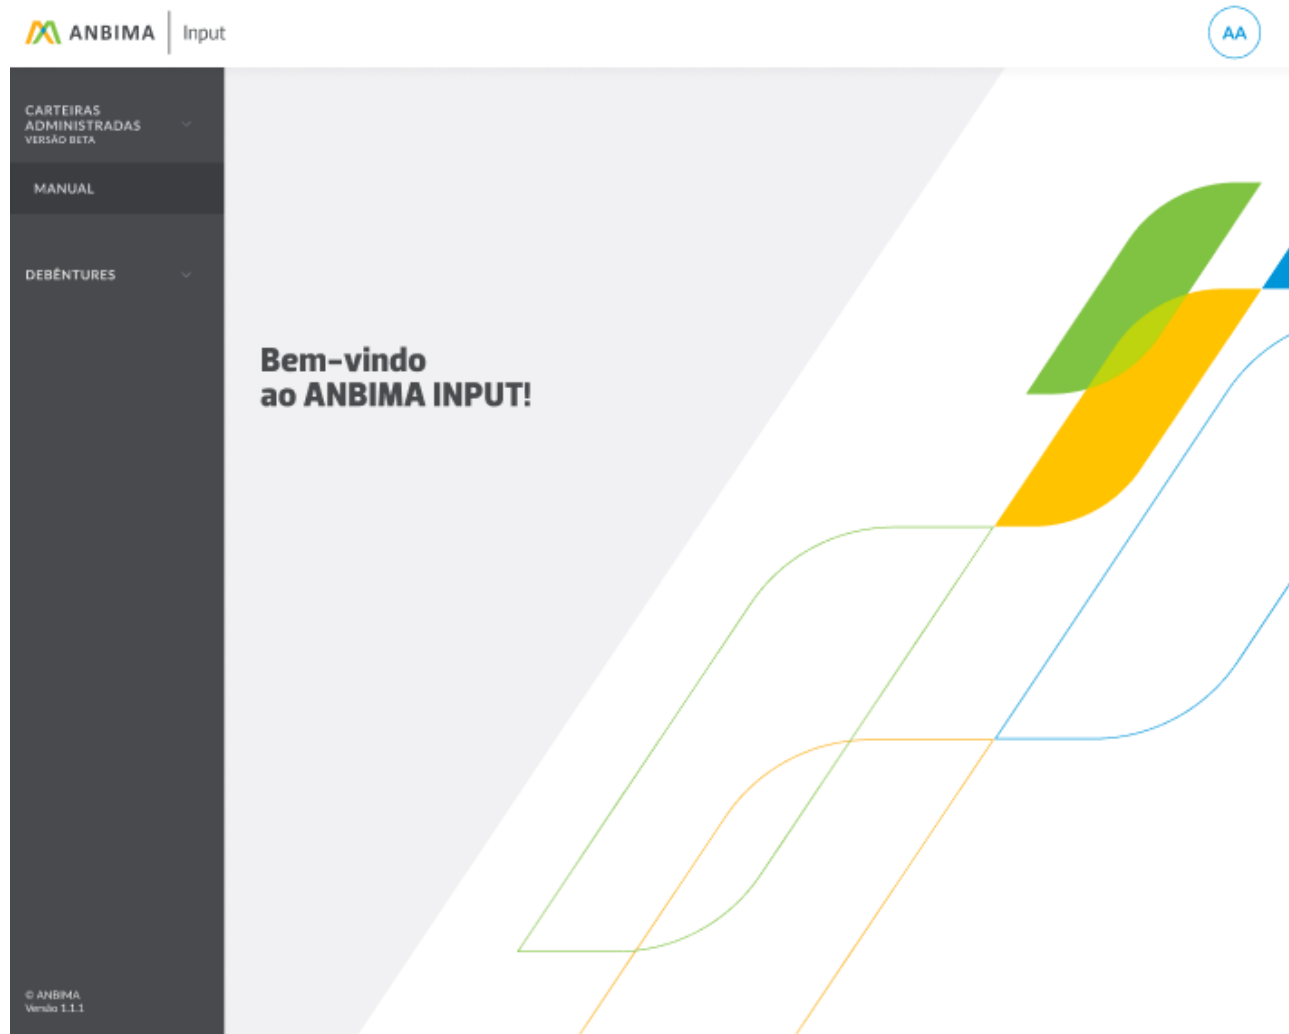 ANBIMA
Input
AA
CARTEIRAS
ADMINISTRADAS
VERSÃO BETA
MANUAL
DEBÊNTURES
Bem-vindo
ao ANBIMA INPUT!
© ANBIMA
Versão 1.1.1